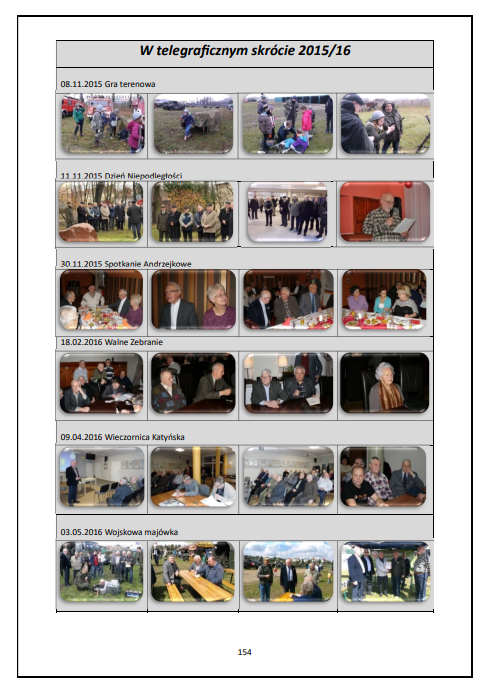 W telegraficznym skrócie 2015/16
08.11.2015 Gra terenowa
11.11.2015 Dzień Niepodległości
30.11.2015 Spotkanie Andrzejkowe
18.02.2016 Walne Zebranie
09.04.2016 Wieczornica Katyńska
03.05.2016 Wojskowa majówka
154